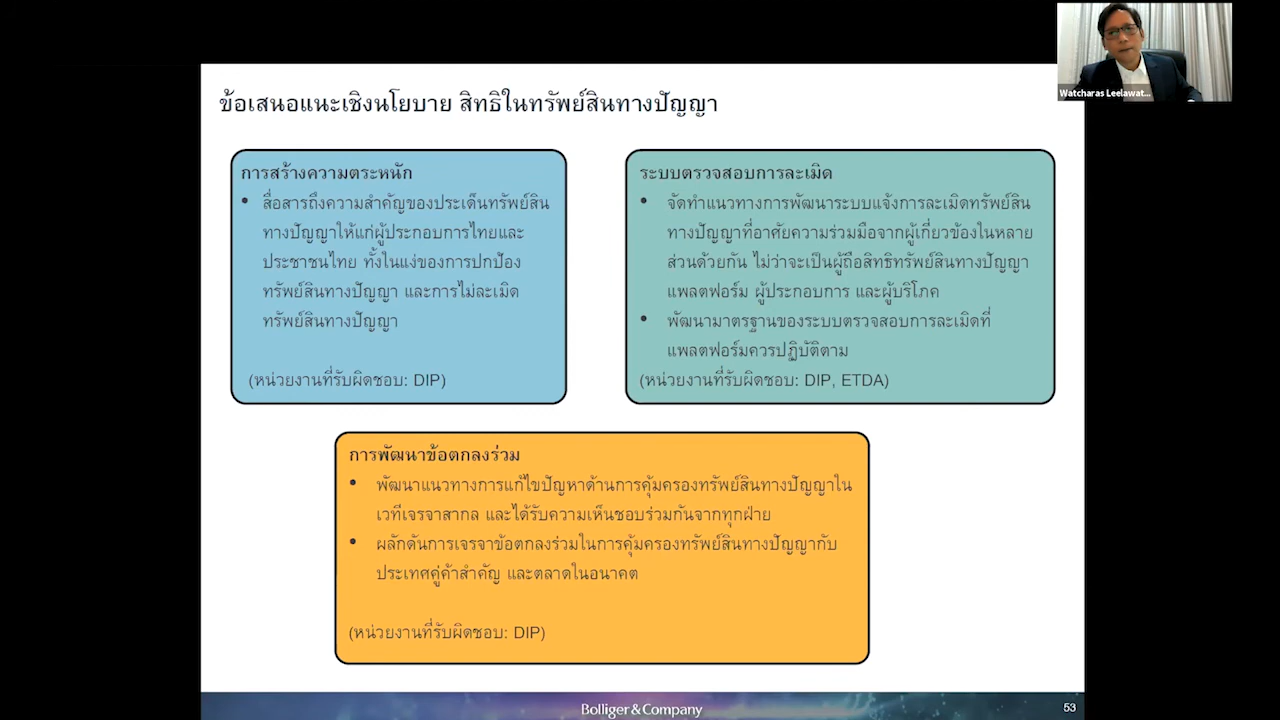 Watcharas Leelawat...
ข้อเสนอแนะเชิงนโยบาย สิทธิในทรัพย์สินทางปัญญา
การสร้างความตระหนัก
• สื่อสารถึงความสำคัญของประเด็นทรัพย์สิน
ทางปัญญาให้แก่ผู้ประกอบการไทยและ
ประชาชนไทย ทั้งในแง่ของการปกป้อง
ทรัพย์สินทางปัญญา และการไม่ละเมิด
ทรัพย์สินทางปัญญา
(หน่วยงานที่รับผิดชอบ: DIP)
ระบบตรวจสอบการละเมิด
• จัดทำแนวทางการพัฒนาระบบแจ้งการละเมิดทรัพย์สิน
ทางปัญญาที่อาศัยความร่วมมือจากผู้เกี่ยวข้องในหลาย
ส่วนด้วยกัน ไม่ว่าจะเป็นผู้ถือสิทธิทรัพย์สินทางปัญญา
แพลตฟอร์ม ผู้ประกอบการ และผู้บริโภค
• พัฒนามาตรฐานของระบบตรวจสอบการละเมิดที่
แพลตฟอร์มควรปฏิบัติตาม
(หน่วยงานที่รับผิดชอบ: DIP, ETDA)
การพัฒนาข้อตกลงร่วม
• พัฒนาแนวทางการแก้ไขปัญหาด้านการคุ้มครองทรัพย์สินทางปัญญาใน
เวทีเจรจาสากล และได้รับความเห็นชอบร่วมกันจากทุกฝ่าย
• ผลักดันการเจรจาข้อตกลงร่วมในการคุ้มครองทรัพย์สินทางปัญญากับ
ประเทศคู่ค้าสำคัญ และตลาดในอนาคต
(หน่วยงานที่รับผิดชอบ: DIP)
Bolliger & Company
53